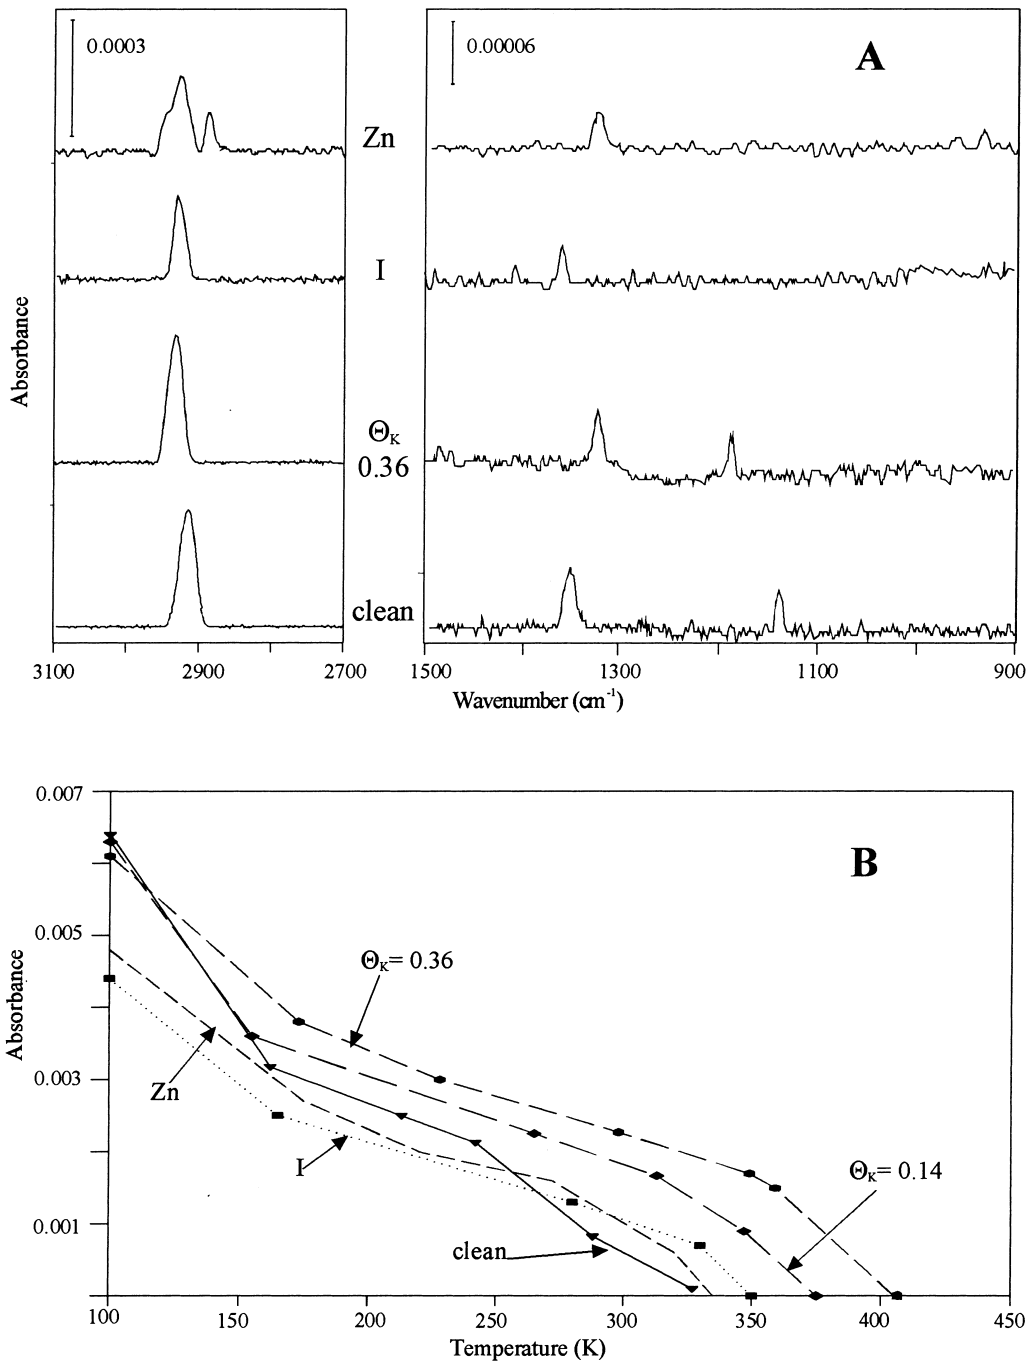 0.0003
0.00006
A
Zn
I
Absorbance
ΘK
0.36
clean
3100
2900
2700
1500
1300
1100
900
Wavenumber (cm-1)
0.007
B
0.005
ΘK= 0.36
Absorbance
0.003
Zn
I
ΘK= 0.14
0.001
clean
100
150
200
250
300
350
400
450
Temperature (K)